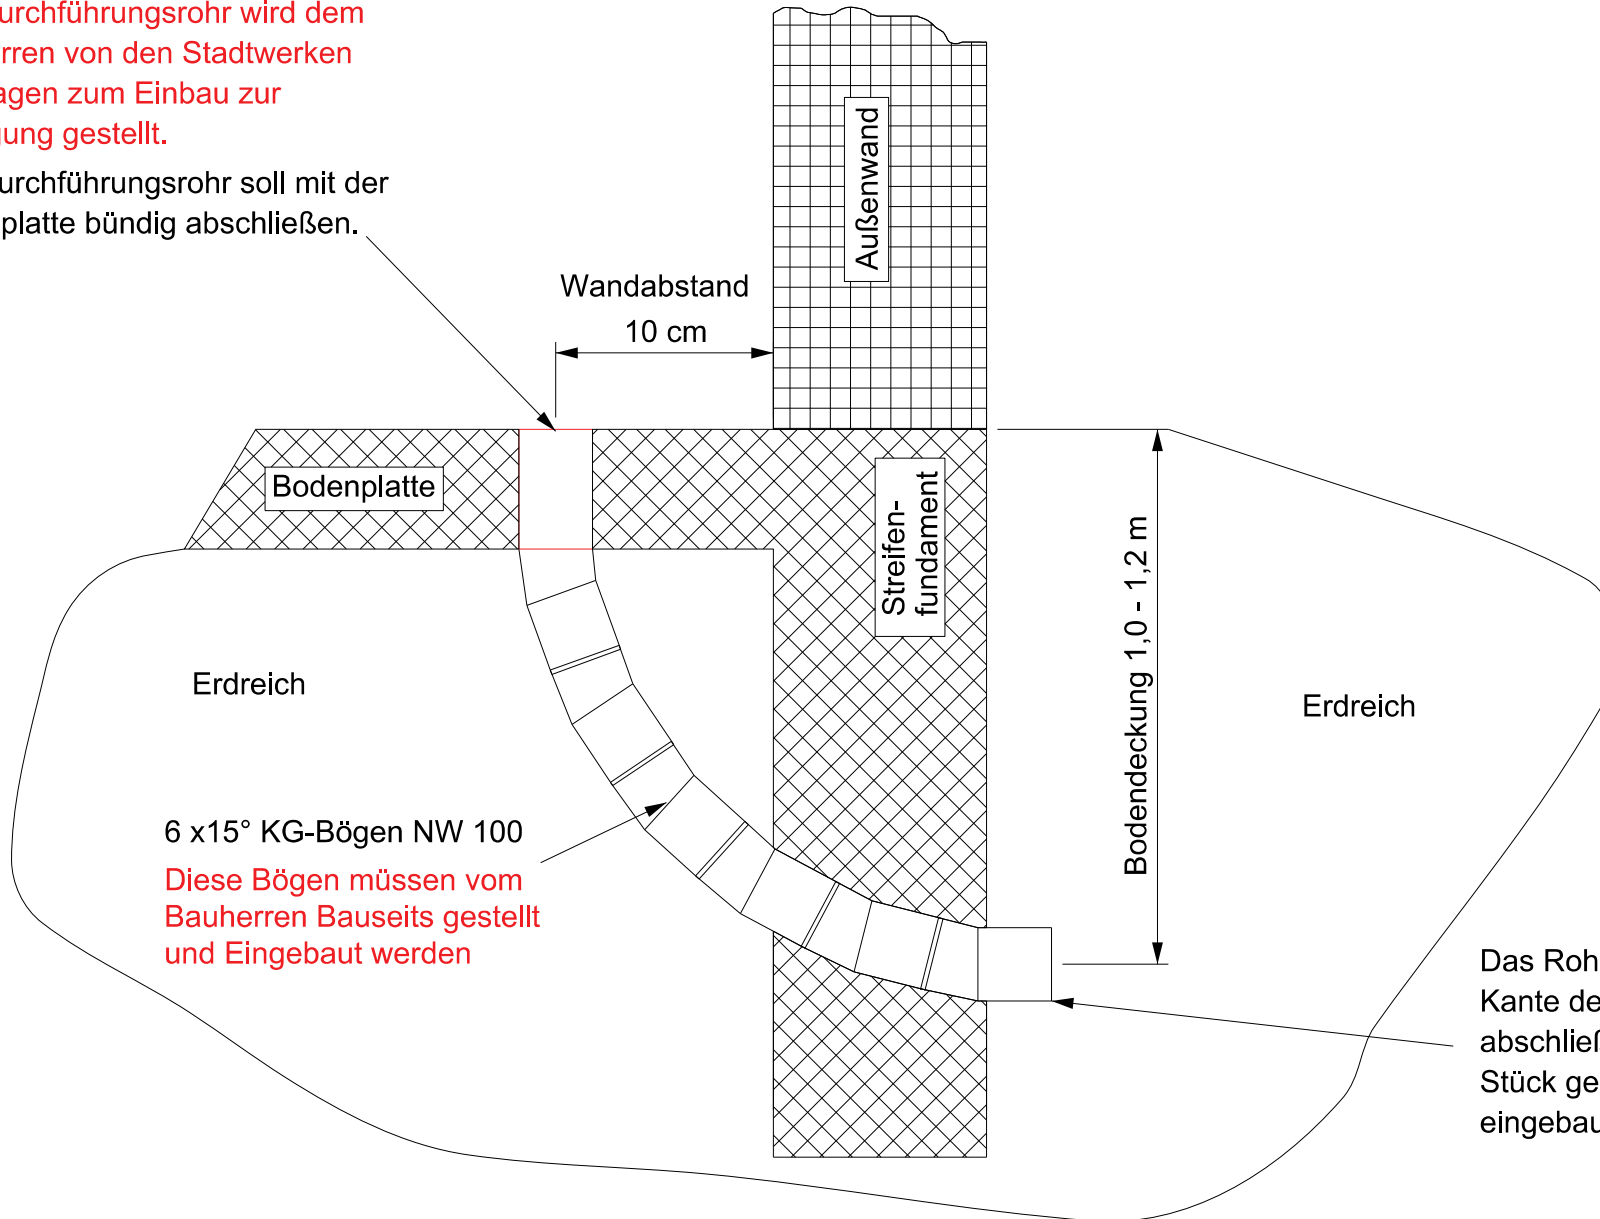 urchführungsrohr wird dem
rren von den Stadtwerken
agen zum Einbau zur
gung gestellt.
urchführungsrohr soll mit der
platte bündig abschließen.
Wandabstand
10 cm
Außenwand
Bodenplatte
Streifen-
fundament
Bodendeckung 1,0 - 1,2 m
Erdreich
Erdreich
6 x15° KG-Bögen NW 100
Diese Bögen müssen vom
Bauherren Bauseits gestellt
und Eingebaut werden
Das Roh
Kante de
abschließ
Stück ge
eingebau